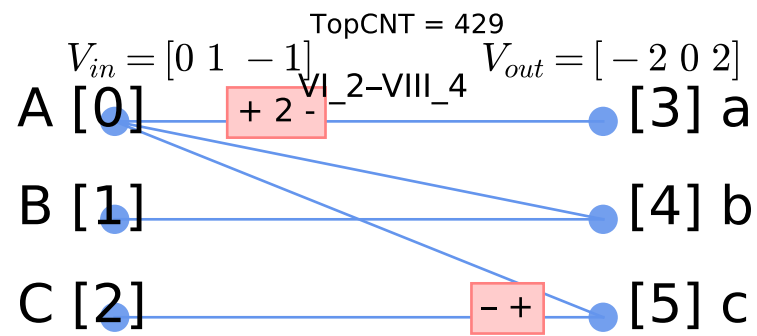 TopCNT = 429
V_in = [0 1 −1]
V_out = [−2 0 2]
VI_2–VIII_4
A [0]
+ 2 -
[3] a
B [1]
[4] b
C [2]
– +
[5] c